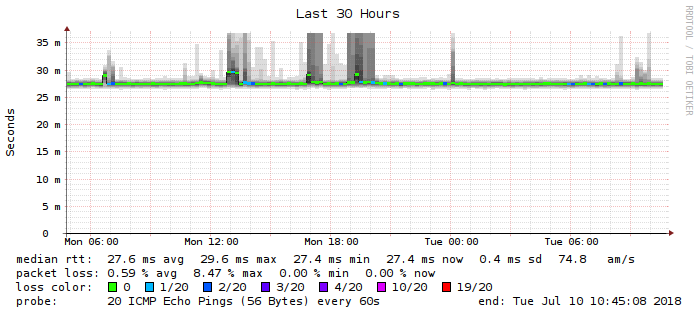 Last 30 Hours
RRDTOOL / TOBI OETIKER
Seconds
35 m
30 m
25 m
20 m
15 m
10 m
5 m
0
Mon 06:00 Mon 12:00 Mon 18:00 Tue 00:00 Tue 06:00
median rtt: 27.6 ms avg 29.6 ms max 27.4 ms min 27.4 ms now 0.4 ms sd 74.8 am/s
packet loss: 0.59 % avg 8.47 % max 0.00 % min 0.00 % now
loss color: 0 1/20 2/20 3/20 4/20 10/20 19/20
probe: 20 ICMP Echo Pings (56 Bytes) every 60s end: Tue Jul 10 10:45:08 2018